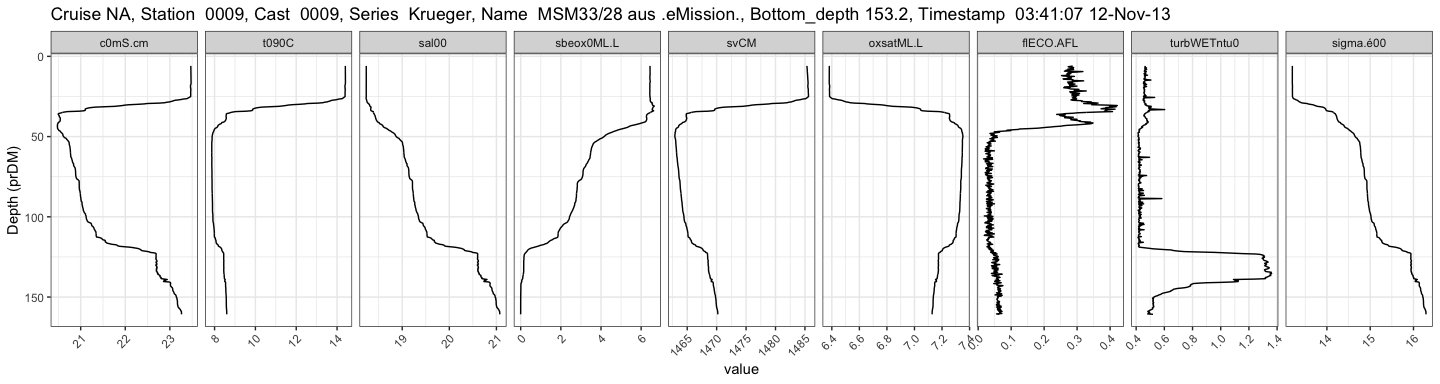 Cruise NA, Station  0009, Cast  0009, Series  Krueger, Name  MSM33/28 aus .eMission., Bottom_depth 153.2, Timestamp  03:41:07 12-Nov-13
c0mS.cm t090C sal00 sbeox0ML.L svCM oxsatML.L flECO.AFL turbWETntu0 sigma.é00
0
50
100
150
Depth (prDM)
21 22 23 8 10 12 14 19 20 21 0 2 4 6 1465 1470 1475 1480 1485 6.4 6.6 6.8 7.0 7.2 7.4 0.0 0.1 0.2 0.3 0.4 0.4 0.6 0.8 1.0 1.2 1.4 14 15 16
value